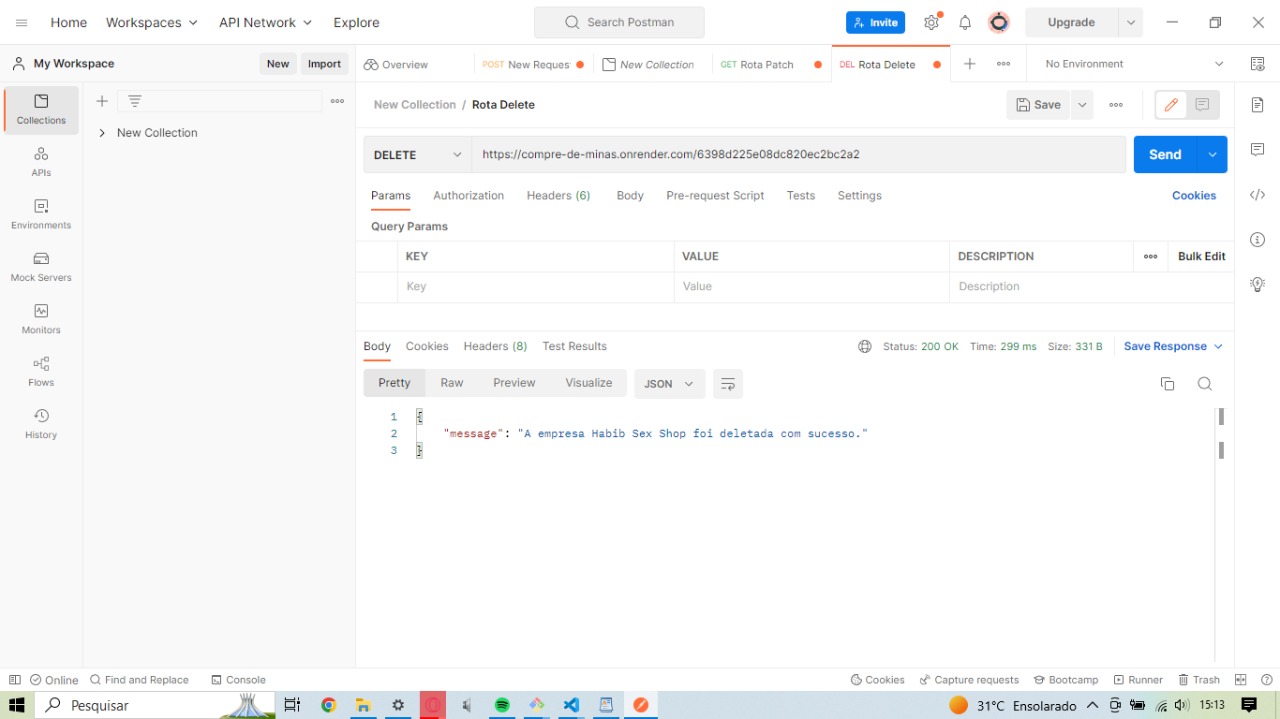 Home Workspaces API Network Explore Search Postman Invite Upgrade
My Workspace New Import Overview POST New Reques New Collection GET Rota Patch DEL Rota Delete No Environment
Collections
New Collection
APIs
Environments
Mock Servers
Monitors
Flows
History
New Collection / Rota Delete Save
DELETE https://compre-de-minas.onrender.com/6398d225e08dc820ec2bc2a2 Send
Params Authorization Headers (6) Body Pre-request Script Tests Settings Cookies
Query Params
KEY VALUE DESCRIPTION Bulk Edit
Key Value Description
Body Cookies Headers (8) Test Results Status: 200 OK Time: 299 ms Size: 331 B Save Response
Pretty Raw Preview Visualize JSON
1 {
2 "message": "A empresa Habib Sex Shop foi deletada com sucesso."
3 }
Online Find and Replace Console Cookies Capture requests Bootcamp Runner Trash
Pesquisar 31°C Ensolarado 15:13